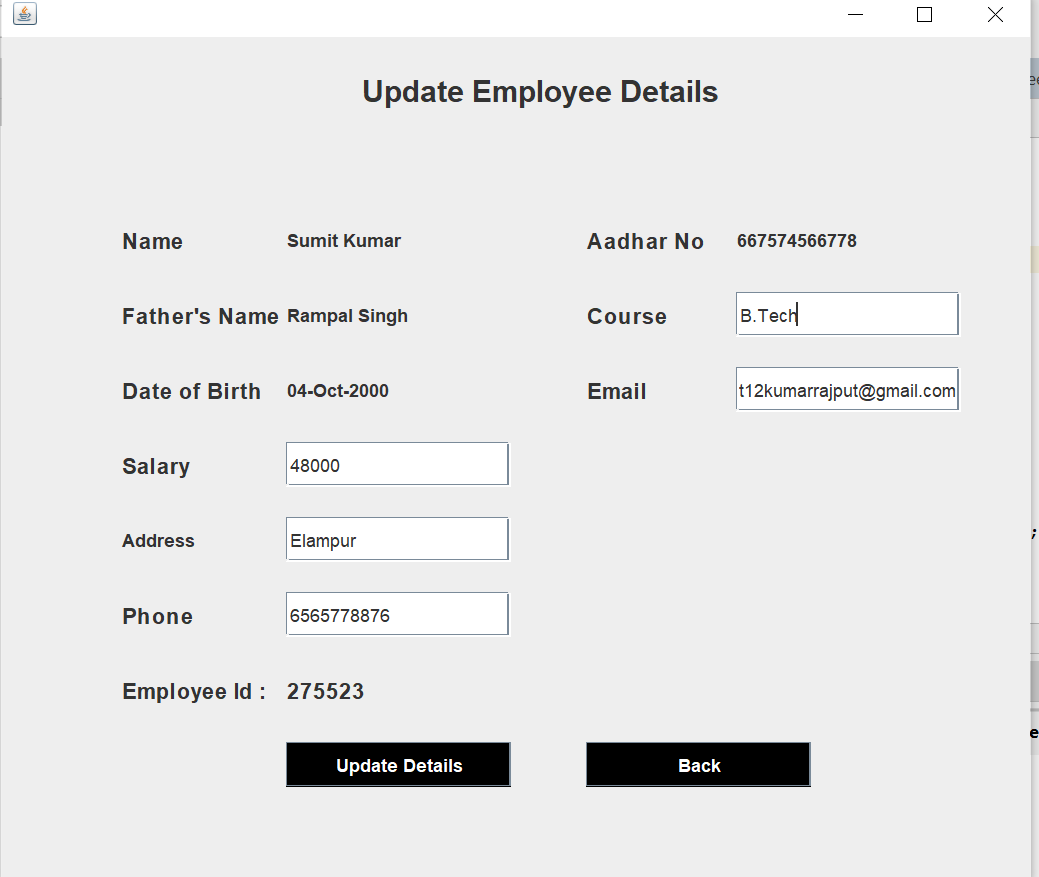 Update Employee Details
Name Sumit Kumar Aadhar No 667574566778
Father's Name Rampal Singh Course B.Tech
Date of Birth 04-Oct-2000 Email t12kumarrajput@gmail.com
Salary 48000
Address Elampur
Phone 6565778876
Employee Id : 275523
Update Details Back